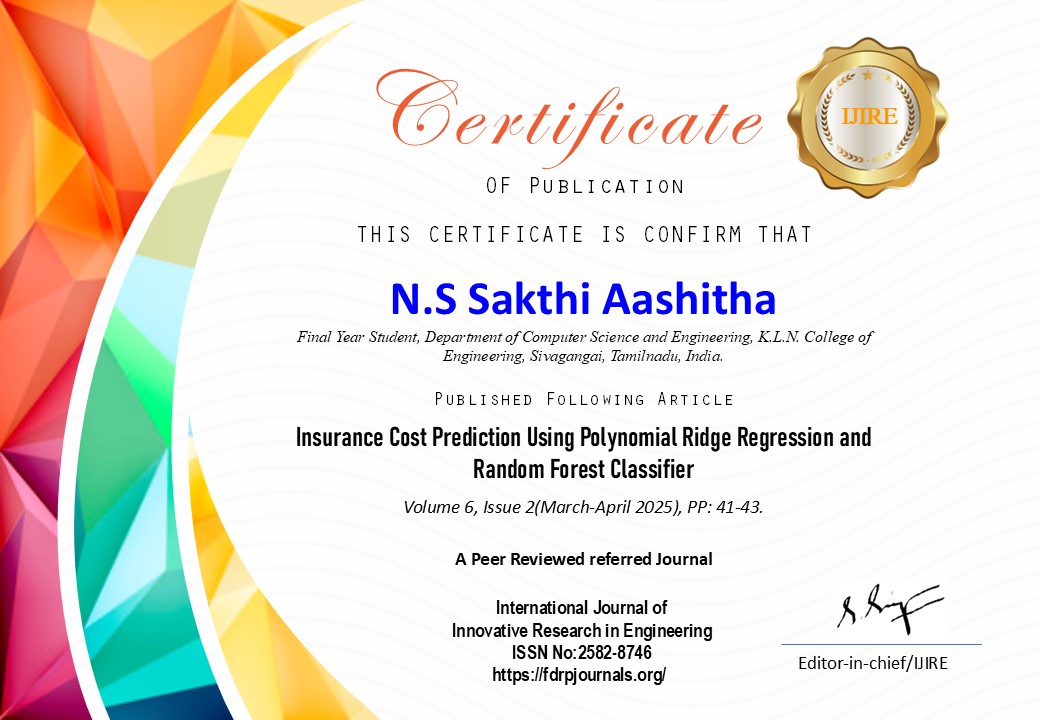 Certificate
IJIRE
OF PUBLICATION
THIS CERTIFICATE IS CONFIRM THAT
N.S Sakthi Aashitha
Final Year Student, Department of Computer Science and Engineering, K.L.N. College of
Engineering, Sivagangai, Tamilnadu, India.
PUBLISHED FOLLOWING ARTICLE
Insurance Cost Prediction Using Polynomial Ridge Regression and
Random Forest Classifier
Volume 6, Issue 2(March-April 2025), PP: 41-43.
A Peer Reviewed referred Journal
International Journal of
Innovative Research in Engineering
ISSN No:2582-8746
https://fdrpjournals.org/
Editor-in-chief/IJIRE